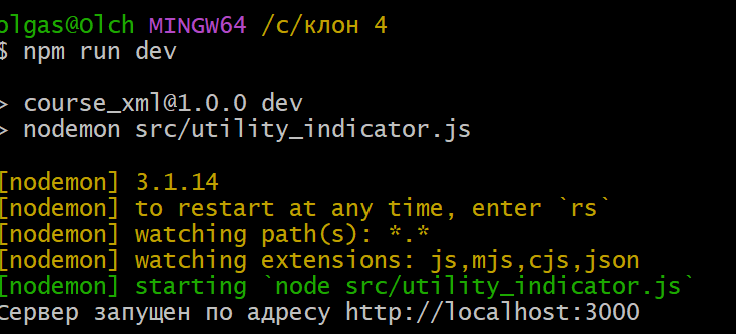 olgas@Olch MINGW64 /c/клон 4
$ npm run dev
> course_xml@1.0.0 dev
> nodemon src/utility_indicator.js
[nodemon] 3.1.14
[nodemon] to restart at any time, enter `rs`
[nodemon] watching path(s): *.*
[nodemon] watching extensions: js,mjs,cjs,json
[nodemon] starting `node src/utility_indicator.js`
Сервер запущен по адресу http://localhost:3000